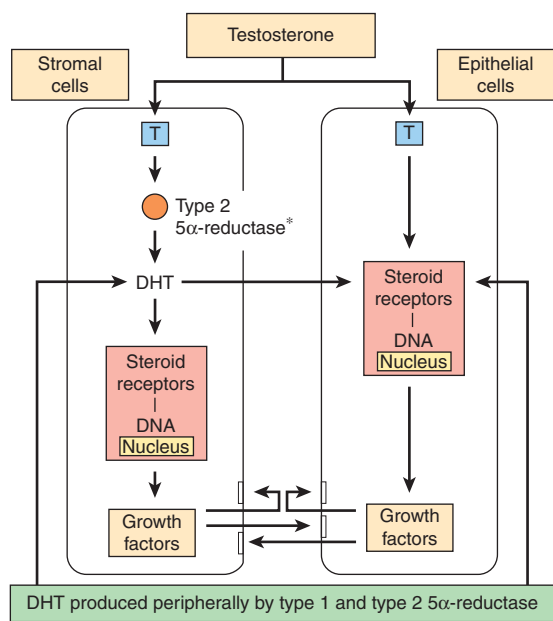 Testosterone
Stromal
cells
Epithelial
cells
T
T
Type 2
5α-reductase*
DHT
Steroid
receptors
DNA
Nucleus
Steroid
receptors
DNA
Nucleus
Growth
factors
Growth
factors
DHT produced peripherally by type 1 and type 2 5α-reductase